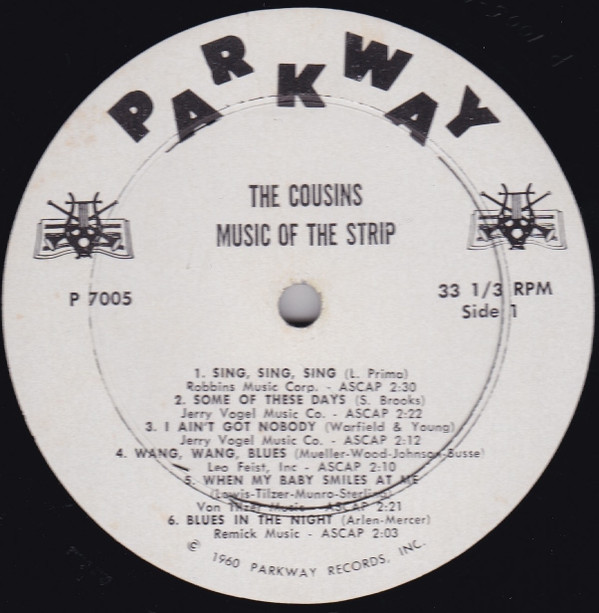 PARKWAY
THE COUSINS
MUSIC OF THE STRIP
P 7005
33 1/3 RPM
Side 1
1. SING, SING, SING (L. Prima)
Robbins Music Corp. - ASCAP 2:30
2. SOME OF THESE DAYS (S. Brooks)
Jerry Vogel Music Co. - ASCAP 2:22
3. I AIN'T GOT NOBODY (Warfield & Young)
Jerry Vogel Music Co. - ASCAP 2:12
4. WANG, WANG, BLUES (Mueller-Wood-Johnson-Busse)
Leo Feist, Inc - ASCAP 2:10
5. WHEN MY BABY SMILES AT ME
(Lewis-Tilzer-Munro-Sterling)
Von Tilzer Music - ASCAP 2:21
6. BLUES IN THE NIGHT (Arlen-Mercer)
Remick Music - ASCAP 2:03
© 1960 PARKWAY RECORDS, INC.